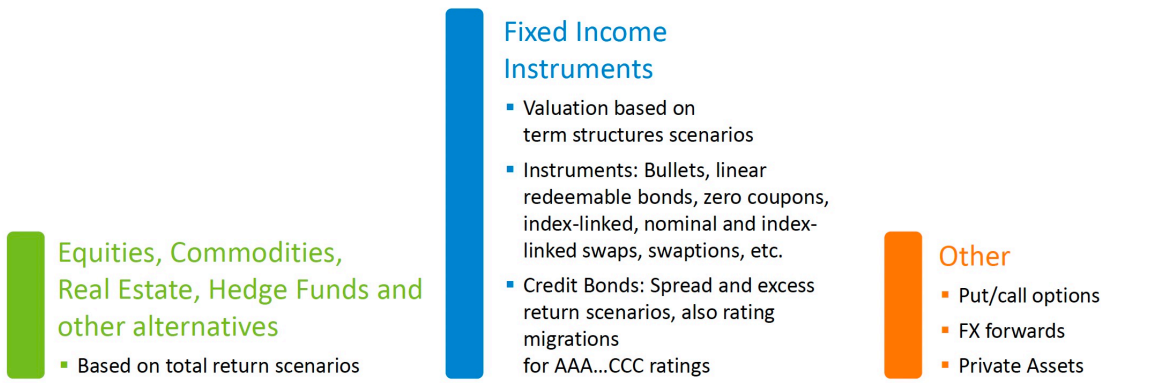 Equities, Commodities,
Real Estate, Hedge Funds and
other alternatives
▪ Based on total return scenarios
Fixed Income
Instruments
▪ Valuation based on
term structures scenarios
▪ Instruments: Bullets, linear
redeemable bonds, zero coupons,
index-linked, nominal and index-
linked swaps, swaptions, etc.
▪ Credit Bonds: Spread and excess
return scenarios, also rating
migrations
for AAA...CCC ratings
Other
▪ Put/call options
▪ FX forwards
▪ Private Assets